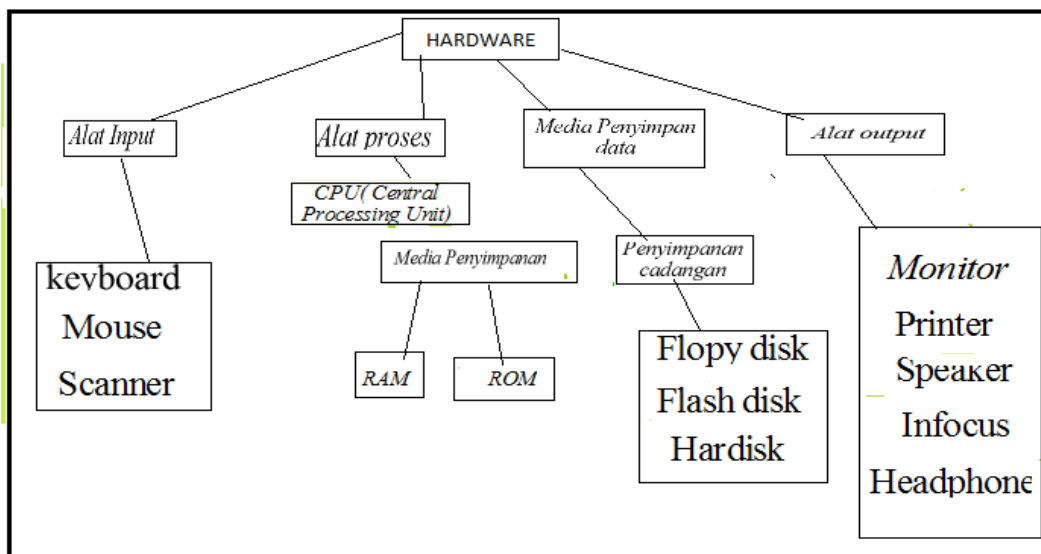 HARDWARE
Alat Input
Alat proses
Media Penyimpan
data
Alat output
CPU( Central
Processing Unit)
Media Penyimpanan
Penyimpanan
cadangan
keyboard
Mouse
Scanner
RAM
ROM
Flopy disk
Flash disk
Hardisk
Monitor
Printer
Speaker
Infocus
Headphone